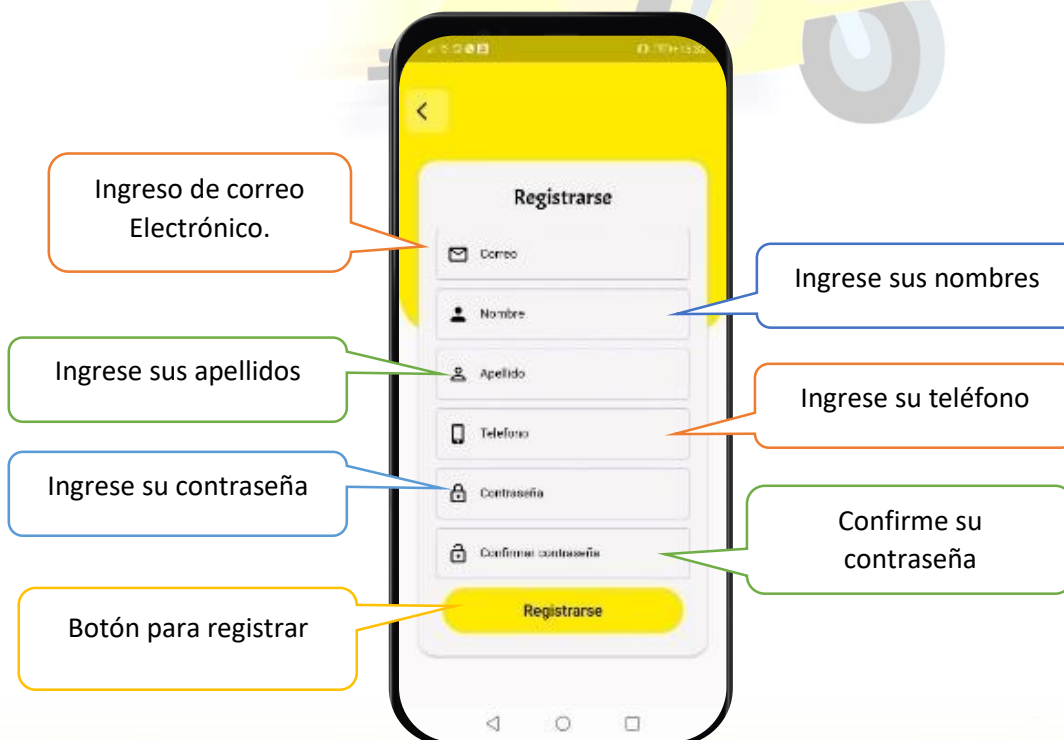 Ingreso de correo
Electrónico.
Registrarse
Correo
Ingrese sus nombres
Nombre
Ingrese sus apellidos
Apellido
Ingrese su teléfono
Telefono
Ingrese su contraseña
Contraseña
Confirme su
contraseña
Confirmar contraseña
Botón para registrar
Registrarse